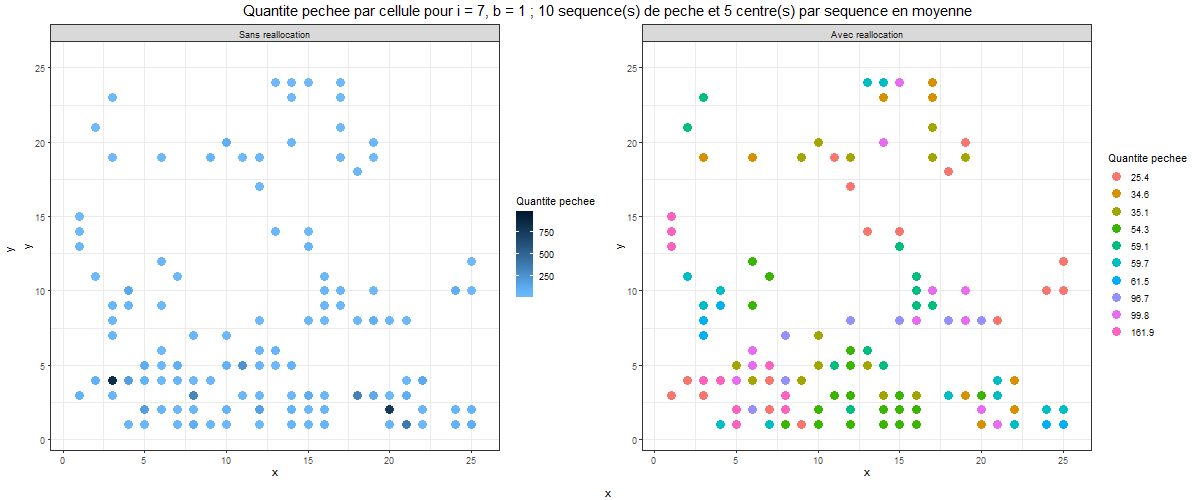 Quantite pechee par cellule pour i = 7, b = 1 ; 10 sequence(s) de peche et 5 centre(s) par sequence en moyenne
Sans reallocation
25
20
15
10
5
0
y
y
0 5 10 15 20 25
x
Quantite pechee
750
500
250
Avec reallocation
25
20
15
10
5
0
y
0 5 10 15 20 25
x
Quantite pechee
25.4
34.6
35.1
54.3
59.1
59.7
61.5
96.7
99.8
161.9
x